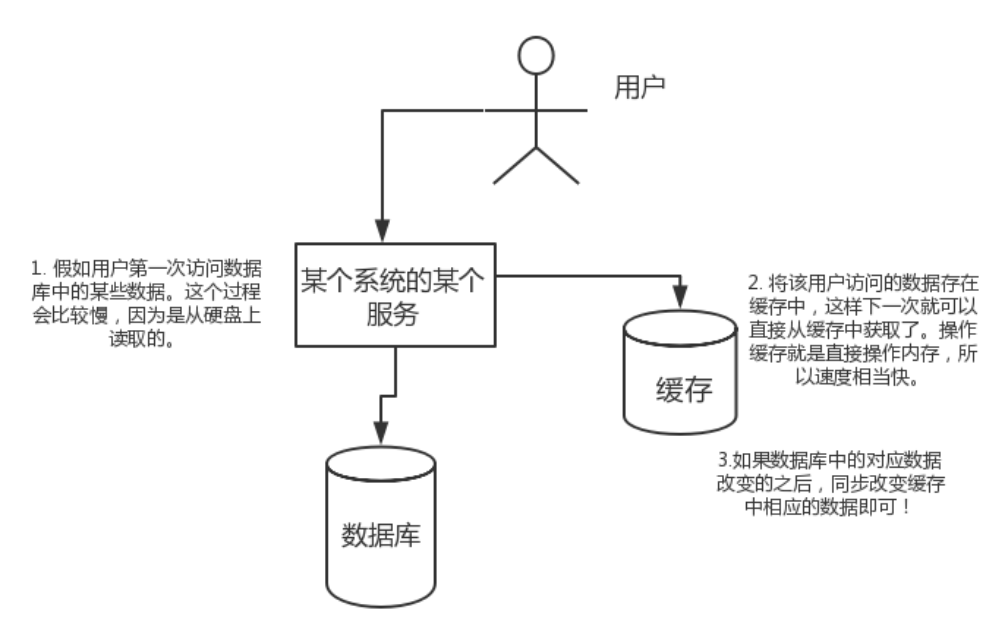 用户
某个系统的某个
服务
1. 假如用户第一次访问数据
库中的某些数据。这个过程
会比较慢，因为是从硬盘上
读取的。
2. 将该用户访问的数据存在
缓存中，这样下一次就可以
直接从缓存中获取了。操作
缓存就是直接操作内存，所
以速度相当快。
缓存
3.如果数据库中的对应数据
改变的之后，同步改变缓存
中相应的数据即可！
数据库